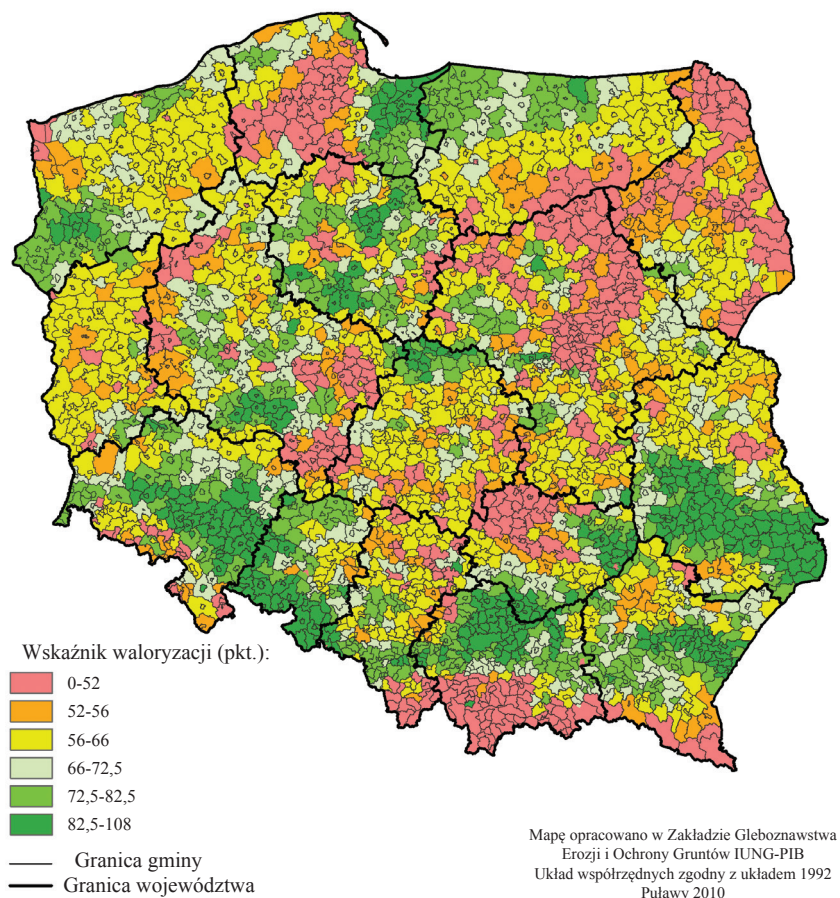 Wskaźnik waloryzacji (pkt.):
0-52
52-56
56-66
66-72,5
72,5-82,5
82,5-108
Granica gminy
Granica województwa
Mapę opracowano w Zakładzie Gleboznawstwa
Erozji i Ochrony Gruntów IUNG-PIB
Układ współrzędnych zgodny z układem 1992
Puławy 2010